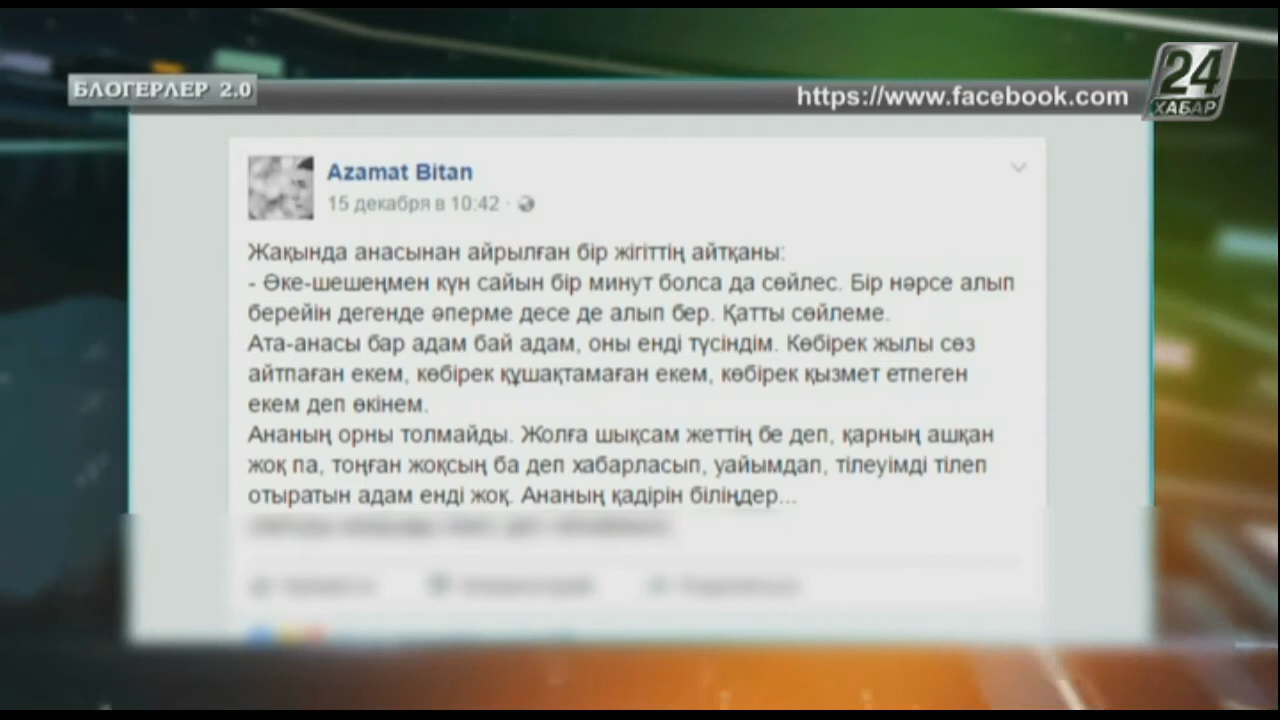 БЛОГЕРЛЕР 2.0
https://www.facebook.com
24
ХАБАР
Azamat Bitan
15 декабря в 10:42 ·
Жақында анасынан айрылған бір жігіттің айтқаны:
- Әке-шешеңмен күн сайын бір минут болса да сөйлес. Бір нәрсе алып
берейін дегенде әперме десе де алып бер. Қатты сөйлеме.
Ата-анасы бар адам бай адам, оны енді түсіндім. Көбірек жылы сөз
айтпаған екем, көбірек құшақтамаған екем, көбірек қызмет етпеген
екем деп өкінем.
Ананың орны толмайды. Жолға шықсам жеттің бе деп, қарның ашқан
жоқ па, тоңған жоқсың ба деп хабарласып, уайымдап, тілеуімді тілеп
отыратын адам енді жоқ. Ананың қадірін біліңдер...